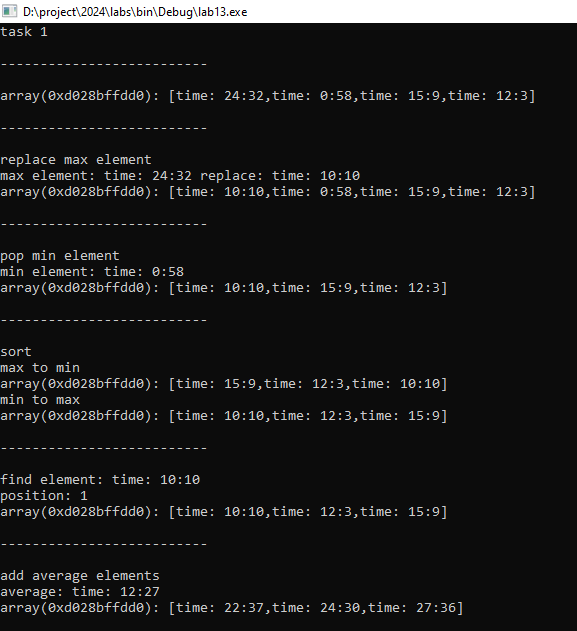 D:\project\2024\labs\bin\Debug\lab13.exe
task 1
--------------------------
array(0xd028bffdd0): [time: 24:32,time: 0:58,time: 15:9,time: 12:3]
--------------------------
replace max element
max element: time: 24:32 replace: time: 10:10
array(0xd028bffdd0): [time: 10:10,time: 0:58,time: 15:9,time: 12:3]
--------------------------
pop min element
min element: time: 0:58
array(0xd028bffdd0): [time: 10:10,time: 15:9,time: 12:3]
--------------------------
sort
max to min
array(0xd028bffdd0): [time: 15:9,time: 12:3,time: 10:10]
min to max
array(0xd028bffdd0): [time: 10:10,time: 12:3,time: 15:9]
--------------------------
find element: time: 10:10
position: 1
array(0xd028bffdd0): [time: 10:10,time: 12:3,time: 15:9]
--------------------------
add average elements
average: time: 12:27
array(0xd028bffdd0): [time: 22:37,time: 24:30,time: 27:36]